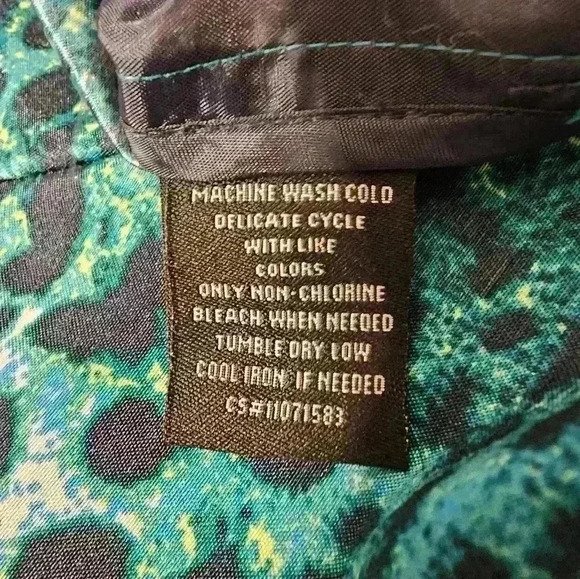 MACHINE WASH COLD
DELICATE CYCLE
WITH LIKE
COLORS
ONLY NON-CHLORINE
BLEACH WHEN NEEDED
TUMBLE DRY LOW
COOL IRON IF NEEDED
CS#11071583